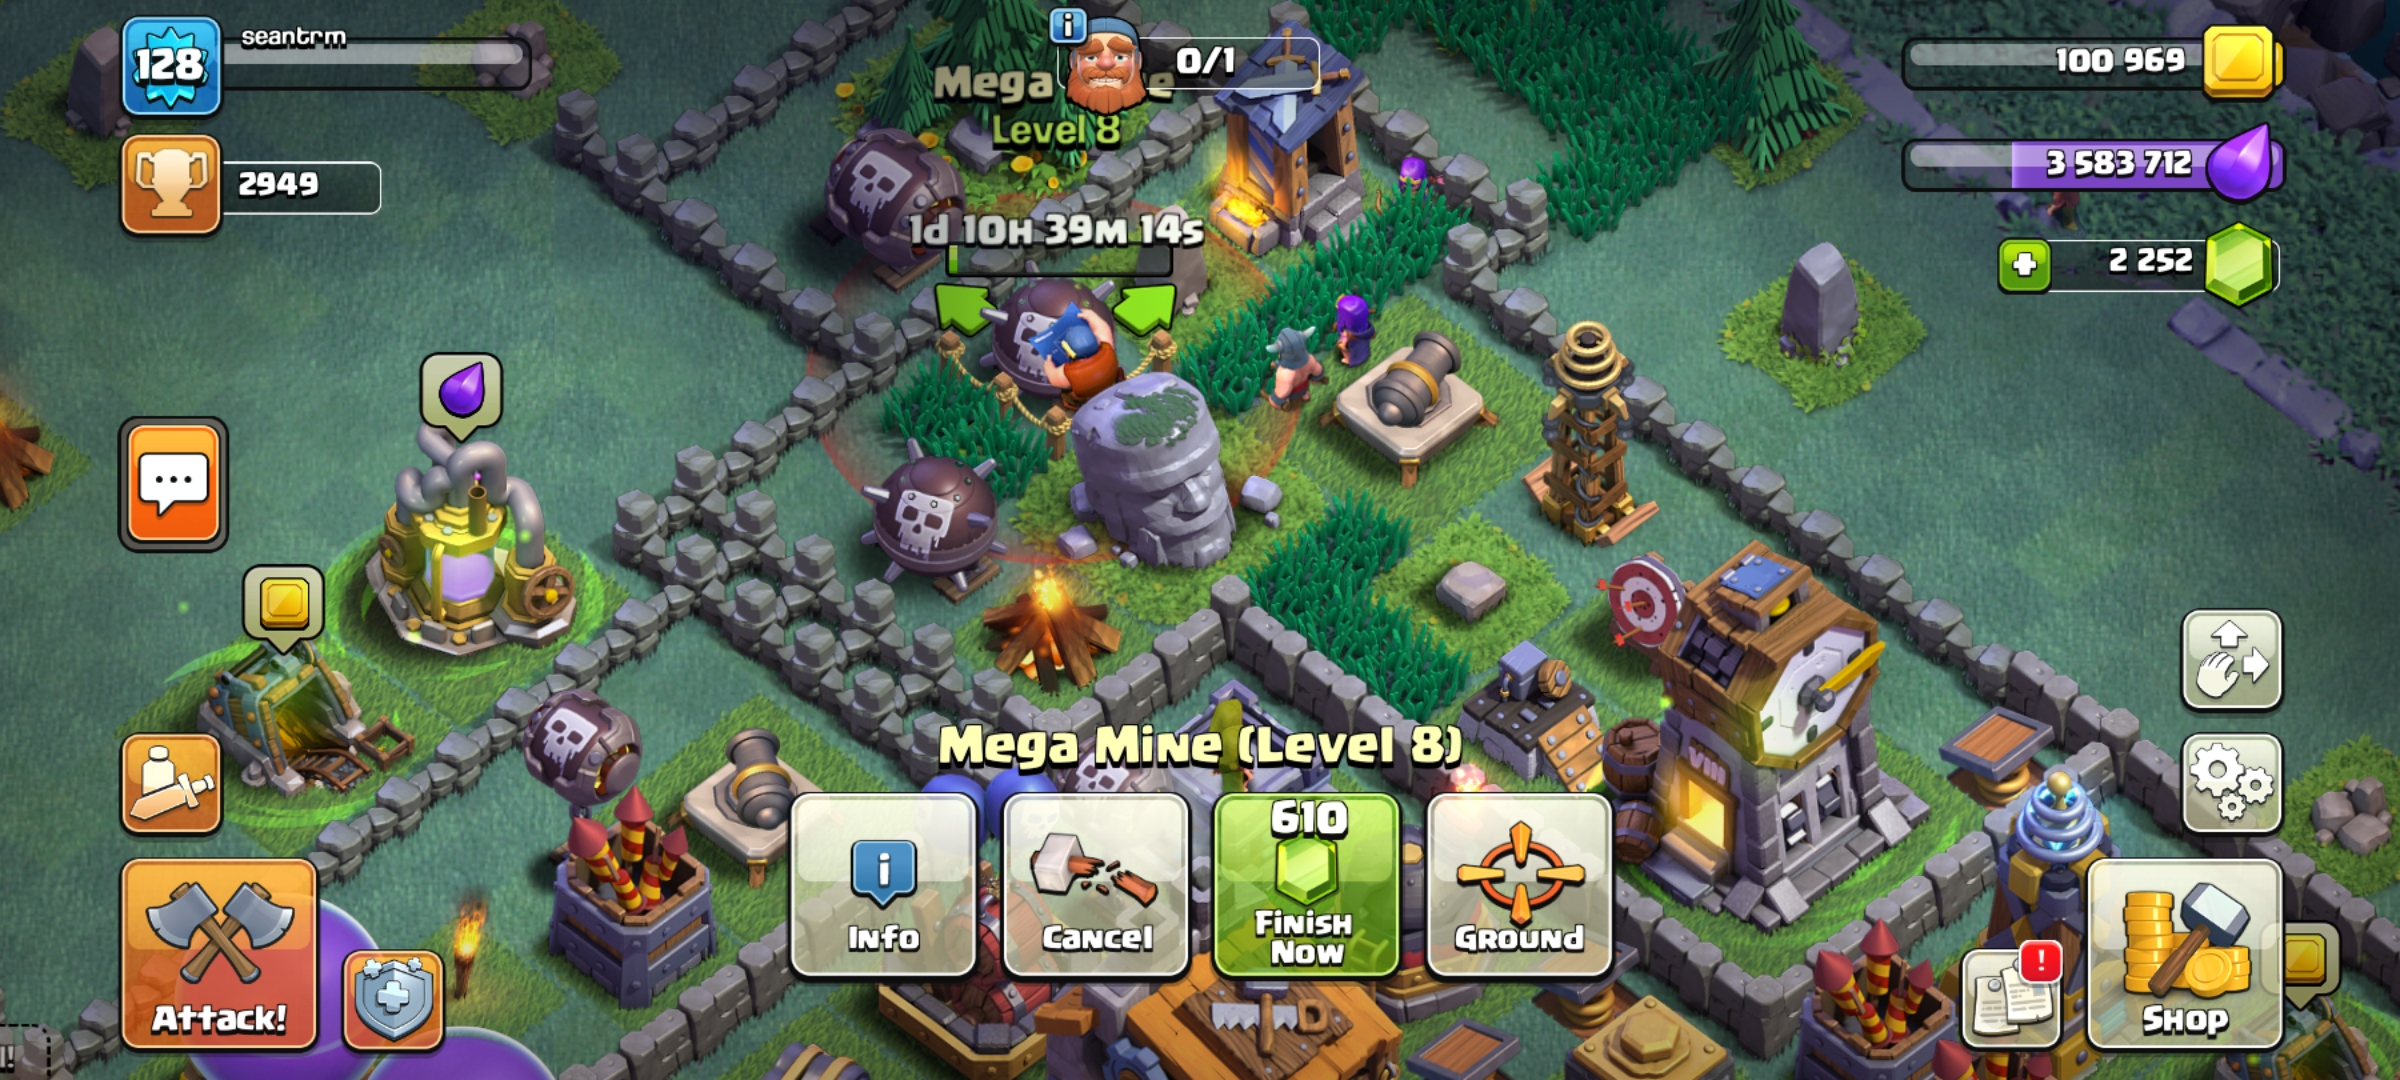 128
seantrm
0/1
100 969
Mega
e
Level 8
2949
3 583 712
1d 10H 39M 14s
2 252
VIII
Mega Mine (Level 8)
610
Info
Cancel
Finish
Now
Ground
Attack!
!
Shop